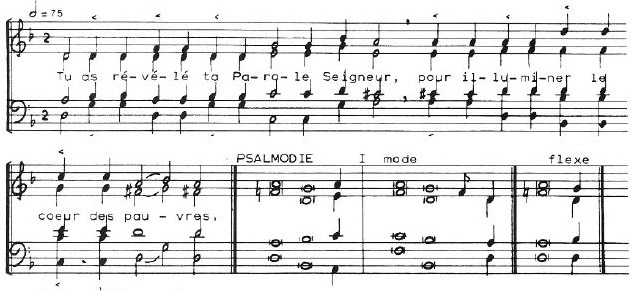 =75
Tu as ré-vé-lé ta Pa-ro-le Seigneur, pour il-lu-mi-ner le
PSALMODIE I mode flexe
coeur des pau-vres,